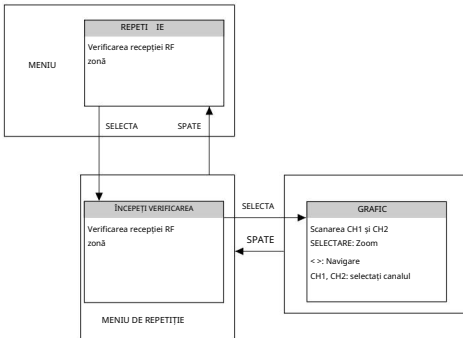 REPETI IE
Verificarea recepției RF
zonă
MENIU
SELECTA
SPATE
ÎNCEPEȚI VERIFICAREA
Verificarea recepției RF
zonă
MENIU DE REPETIȚIE
SELECTA
SPATE
GRAFIC
Scanarea CH1 și CH2
SELECTARE: Zoom
< >: Navigare
CH1, CH2: selectați canalul